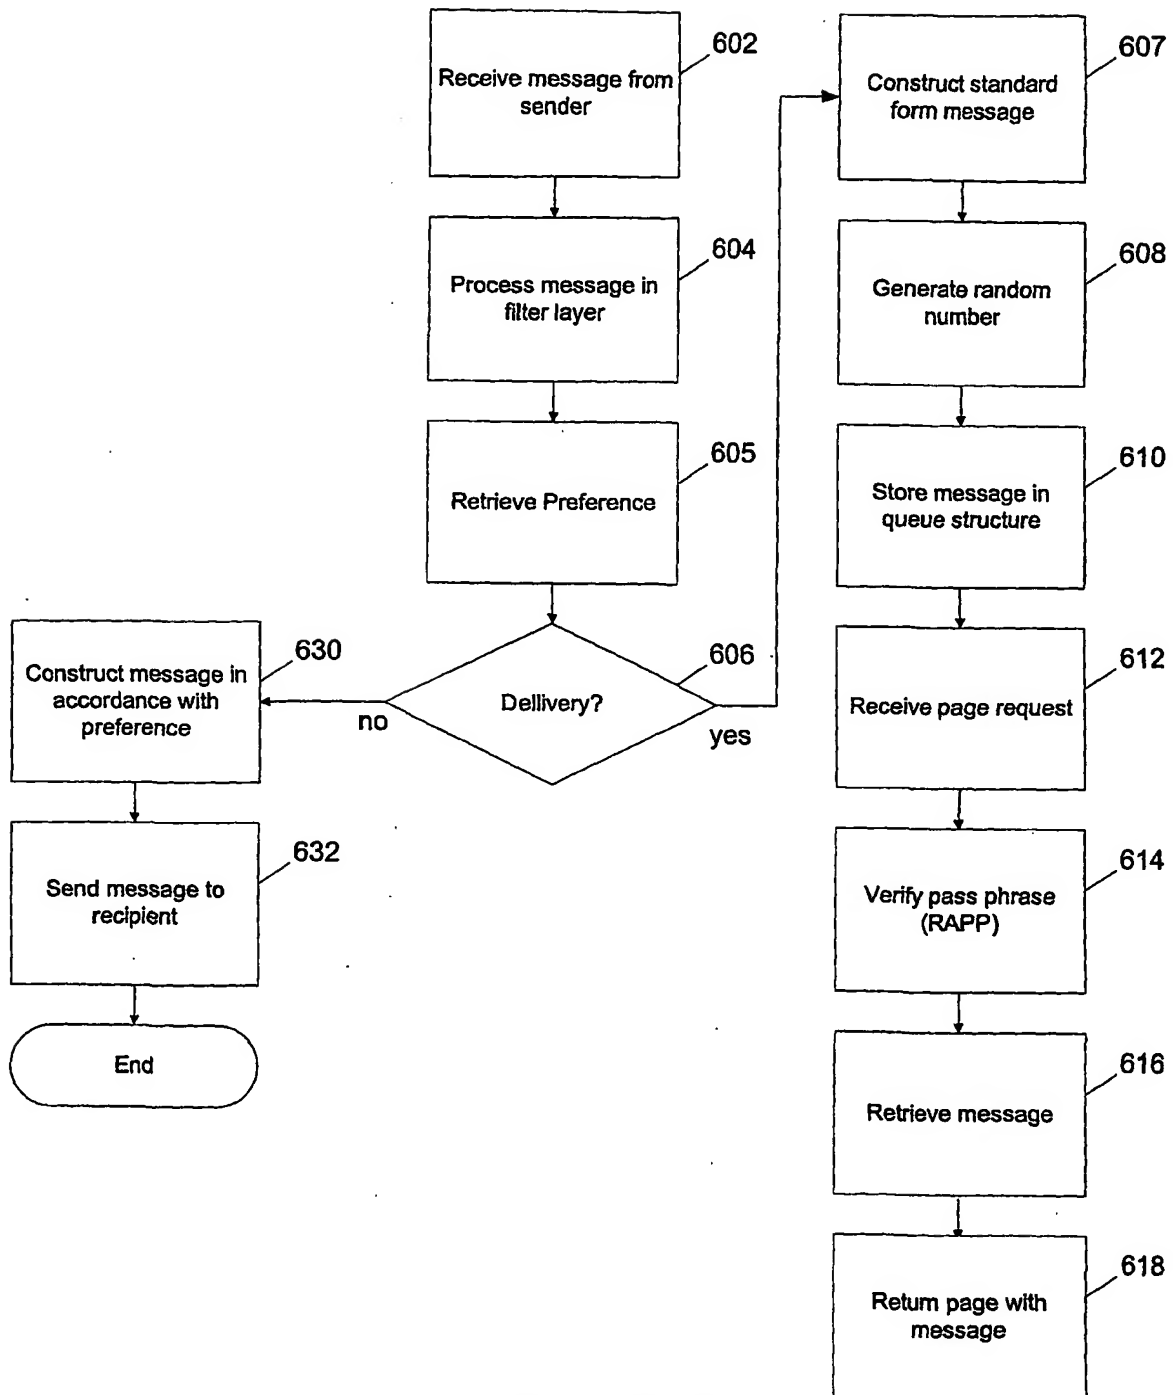 602
Receive message from
sender
604
Process message in
filter layer
605
Retrieve Preference
606
Dellivery?
no
yes
630
Construct message in
accordance with
preference
632
Send message to
recipient
End
607
Construct standard
form message
608
Generate random
number
610
Store message in
queue structure
612
Receive page request
614
Verify pass phrase
(RAPP)
616
Retrieve message
618
Return page with
message